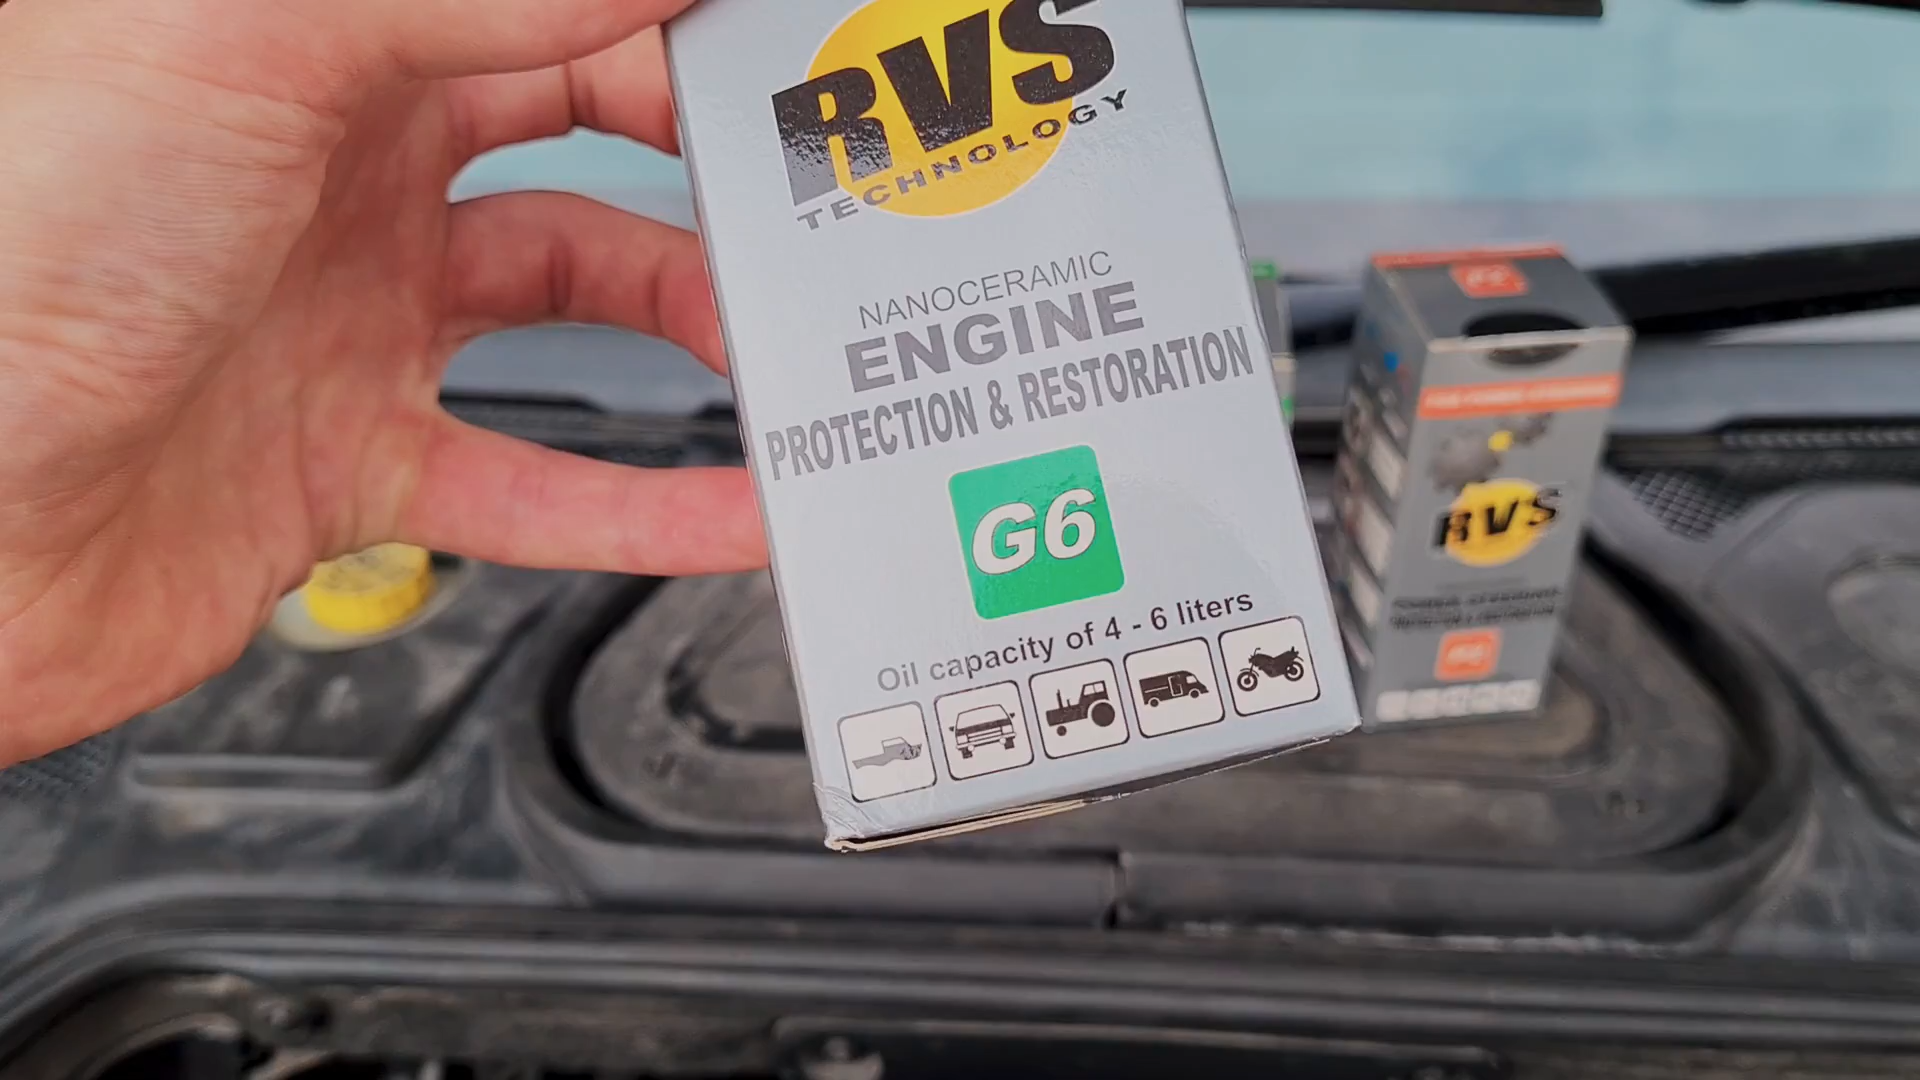 RVS
TECHNOLOGY
NANOCERAMIC
ENGINE
PROTECTION & RESTORATION
G6
Oil capacity of 4 - 6 liters
RVS